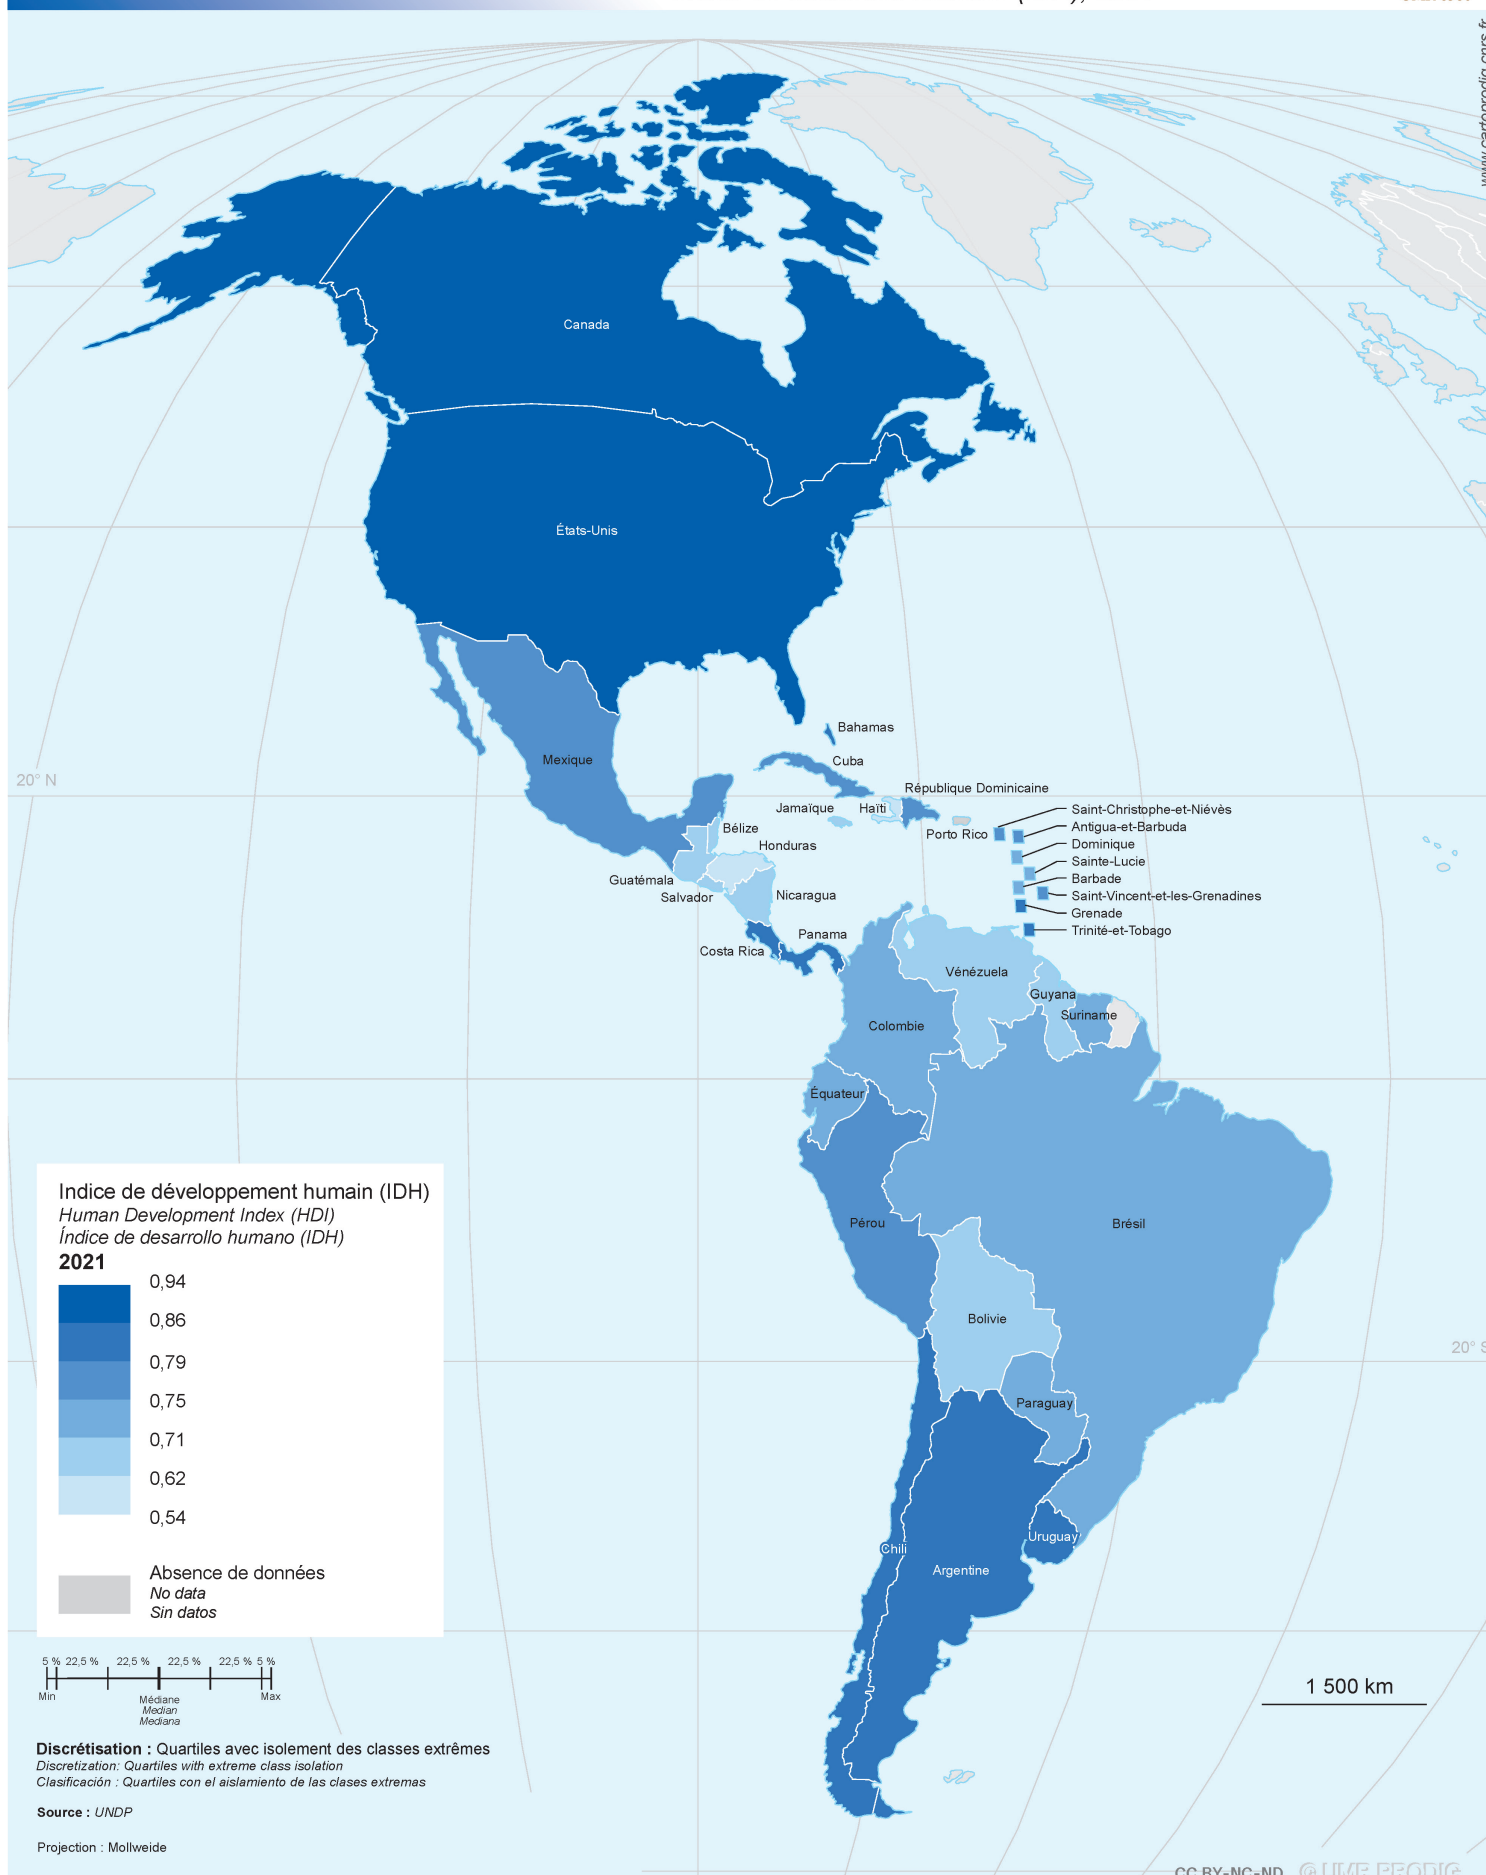 www.cartoprodig.cnrs.fr
Canada
États-Unis
Mexique
Bahamas
Cuba
République Dominicaine
Jamaïque
Haïti
Porto Rico
Saint-Christophe-et-Niévès
Antigua-et-Barbuda
Dominique
Sainte-Lucie
Barbade
Saint-Vincent-et-les-Grenadines
Grenade
Trinité-et-Tobago
20° N
Bélize
Honduras
Guatémala
Salvador
Nicaragua
Costa Rica
Panama
Vénézuela
Guyana
Suriname
Colombie
Équateur
Pérou
Brésil
Bolivie
Paraguay
20° S
Uruguay
Chili
Argentine
Indice de développement humain (IDH)
Human Development Index (HDI)
Índice de desarrollo humano (IDH)
2021
0,94
0,86
0,79
0,75
0,71
0,62
0,54
Absence de données
No data
Sin datos
5 % 22,5 % 22,5 % 22,5 % 22,5 % 5 %
Min
Max
Médiane
Median
Mediana
1 500 km
Discrétisation : Quartiles avec isolement des classes extrêmes
Discretization: Quartiles with extreme class isolation
Clasificación : Quartiles con el aislamiento de las clases extremas
Source : UNDP
Projection : Mollweide
CC BY-NC-ND © UMR PRODIG